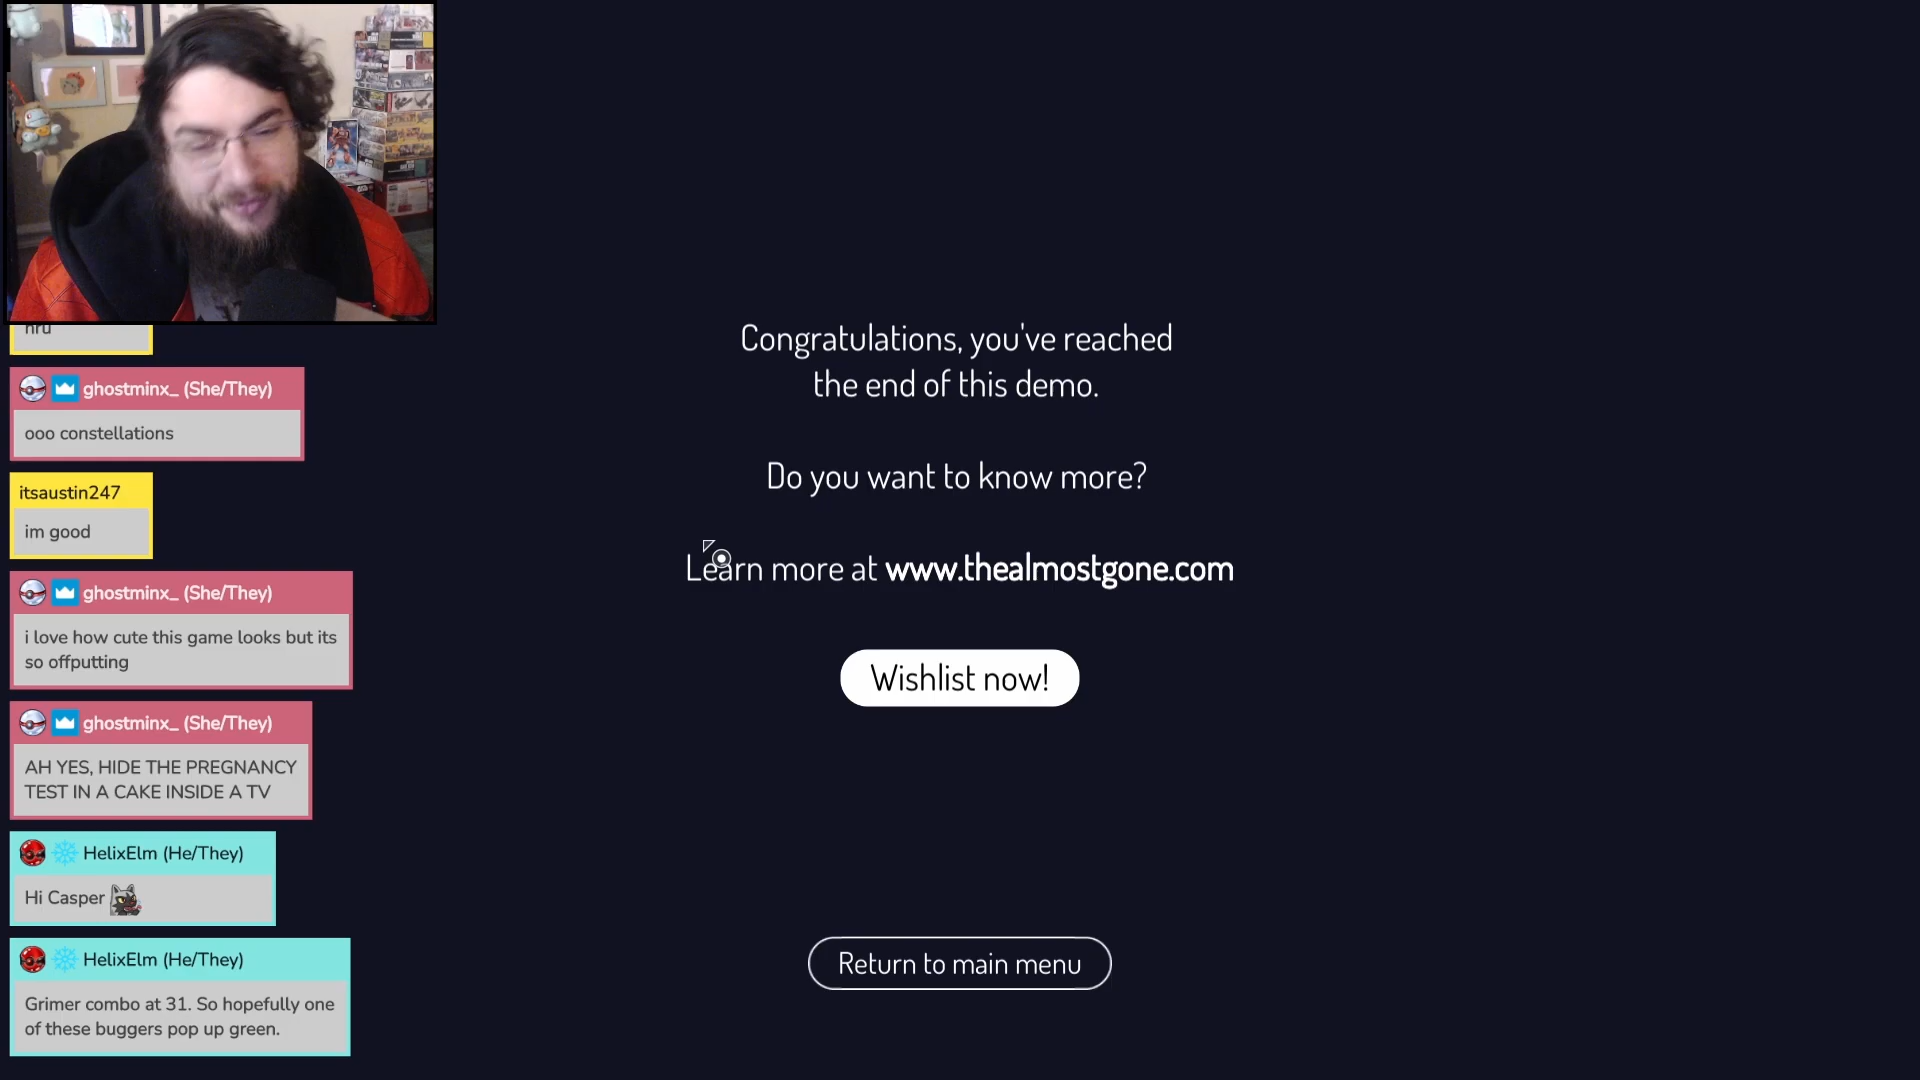 hru
ghostminx_ (She/They)
ooo constellations
itsaustin247
im good
ghostminx_ (She/They)
i love how cute this game looks but its
so offputting
ghostminx_ (She/They)
AH YES, HIDE THE PREGNANCY
TEST IN A CAKE INSIDE A TV
HelixElm (He/They)
Hi Casper
HelixElm (He/They)
Grimer combo at 31. So hopefully one
of these buggers pop up green.
Congratulations, you've reached
the end of this demo.
Do you want to know more?
Learn more at www.thealmostgone.com
Wishlist now!
Return to main menu